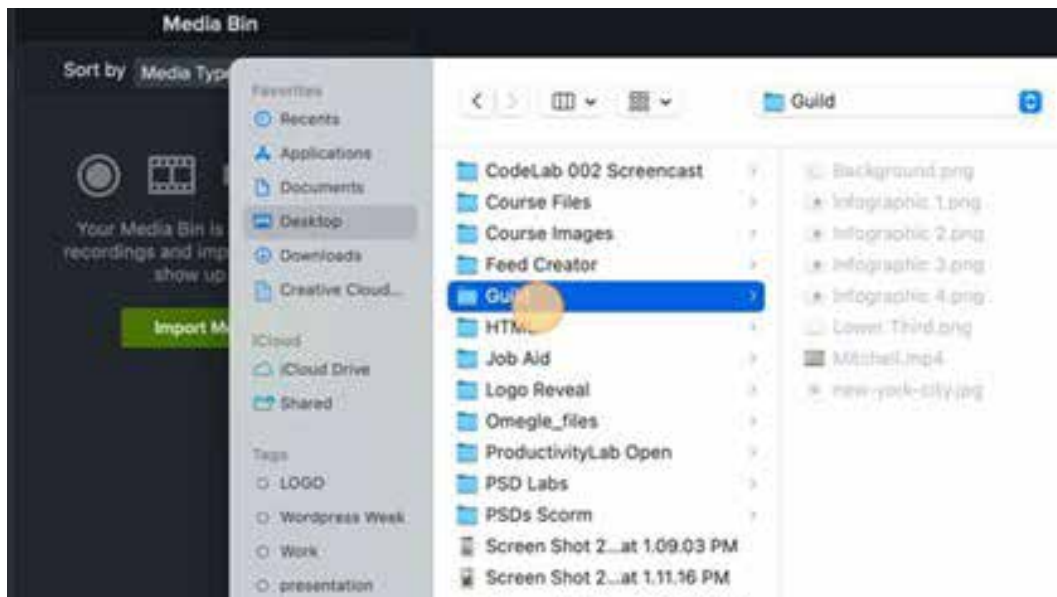 Media Bin
Sort by Media Type
Your Media Bin is
recordings and imp
show up
Import M
Favorites
Recents
Applications
Documents
Desktop
Downloads
Creative Cloud...
iCloud
iCloud Drive
Shared
Tags
LOGO
Wordpress Week
Work
presentation
Guild
CodeLab 002 Screencast
Course Files
Course Images
Feed Creator
Guild
HTML
Job Aid
Logo Reveal
Omegle_files
ProductivityLab Open
PSD Labs
PSDs Scorm
Screen Shot 2...at 1.09.03 PM
Screen Shot 2...at 1.11.16 PM
Background.png
Infographic 1.png
Infographic 2.png
Infographic 3.png
Infographic 4.png
Lower Third.png
Mitchell.mp4
new-york-city.jpg